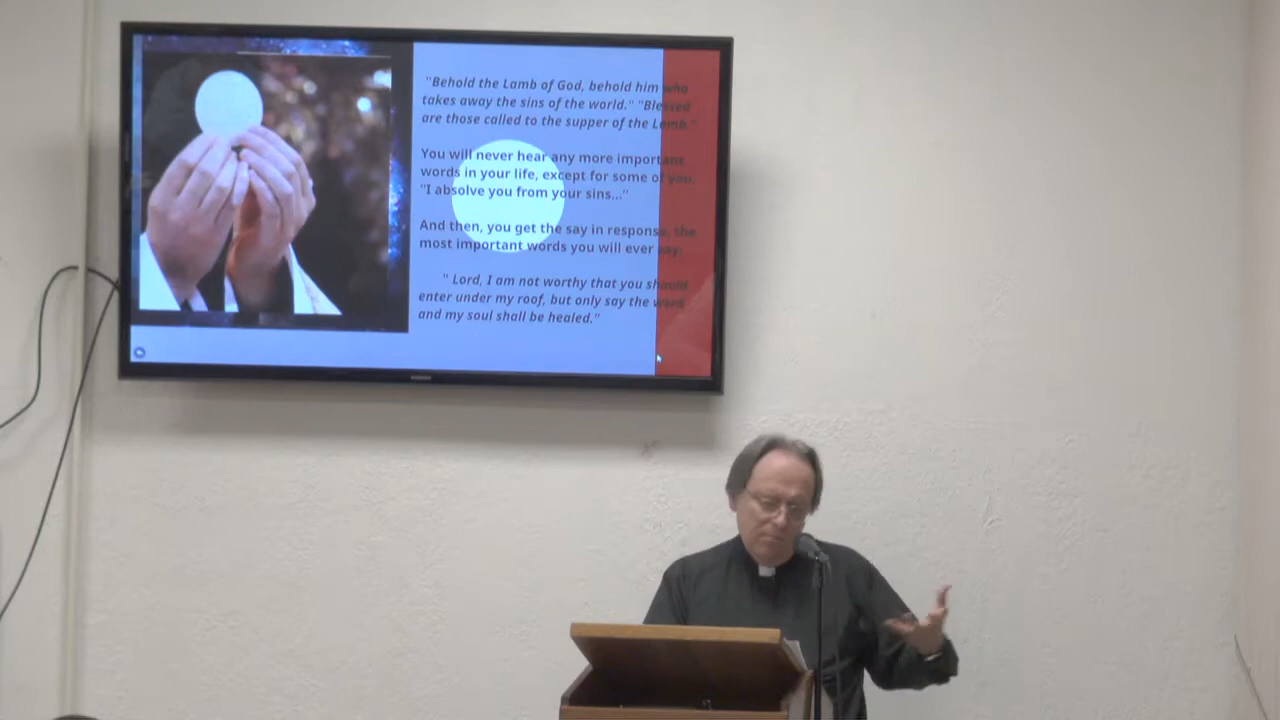 "Behold the Lamb of God, behold him who
takes away the sins of the world." "Blessed
are those called to the supper of the Lamb."
You will never hear any more important
words in your life, except for some of you,
"I absolve you from your sins..."
And then, you get the say in response, the
most important words you will ever say:
" Lord, I am not worthy that you should
enter under my roof, but only say the word
and my soul shall be healed."